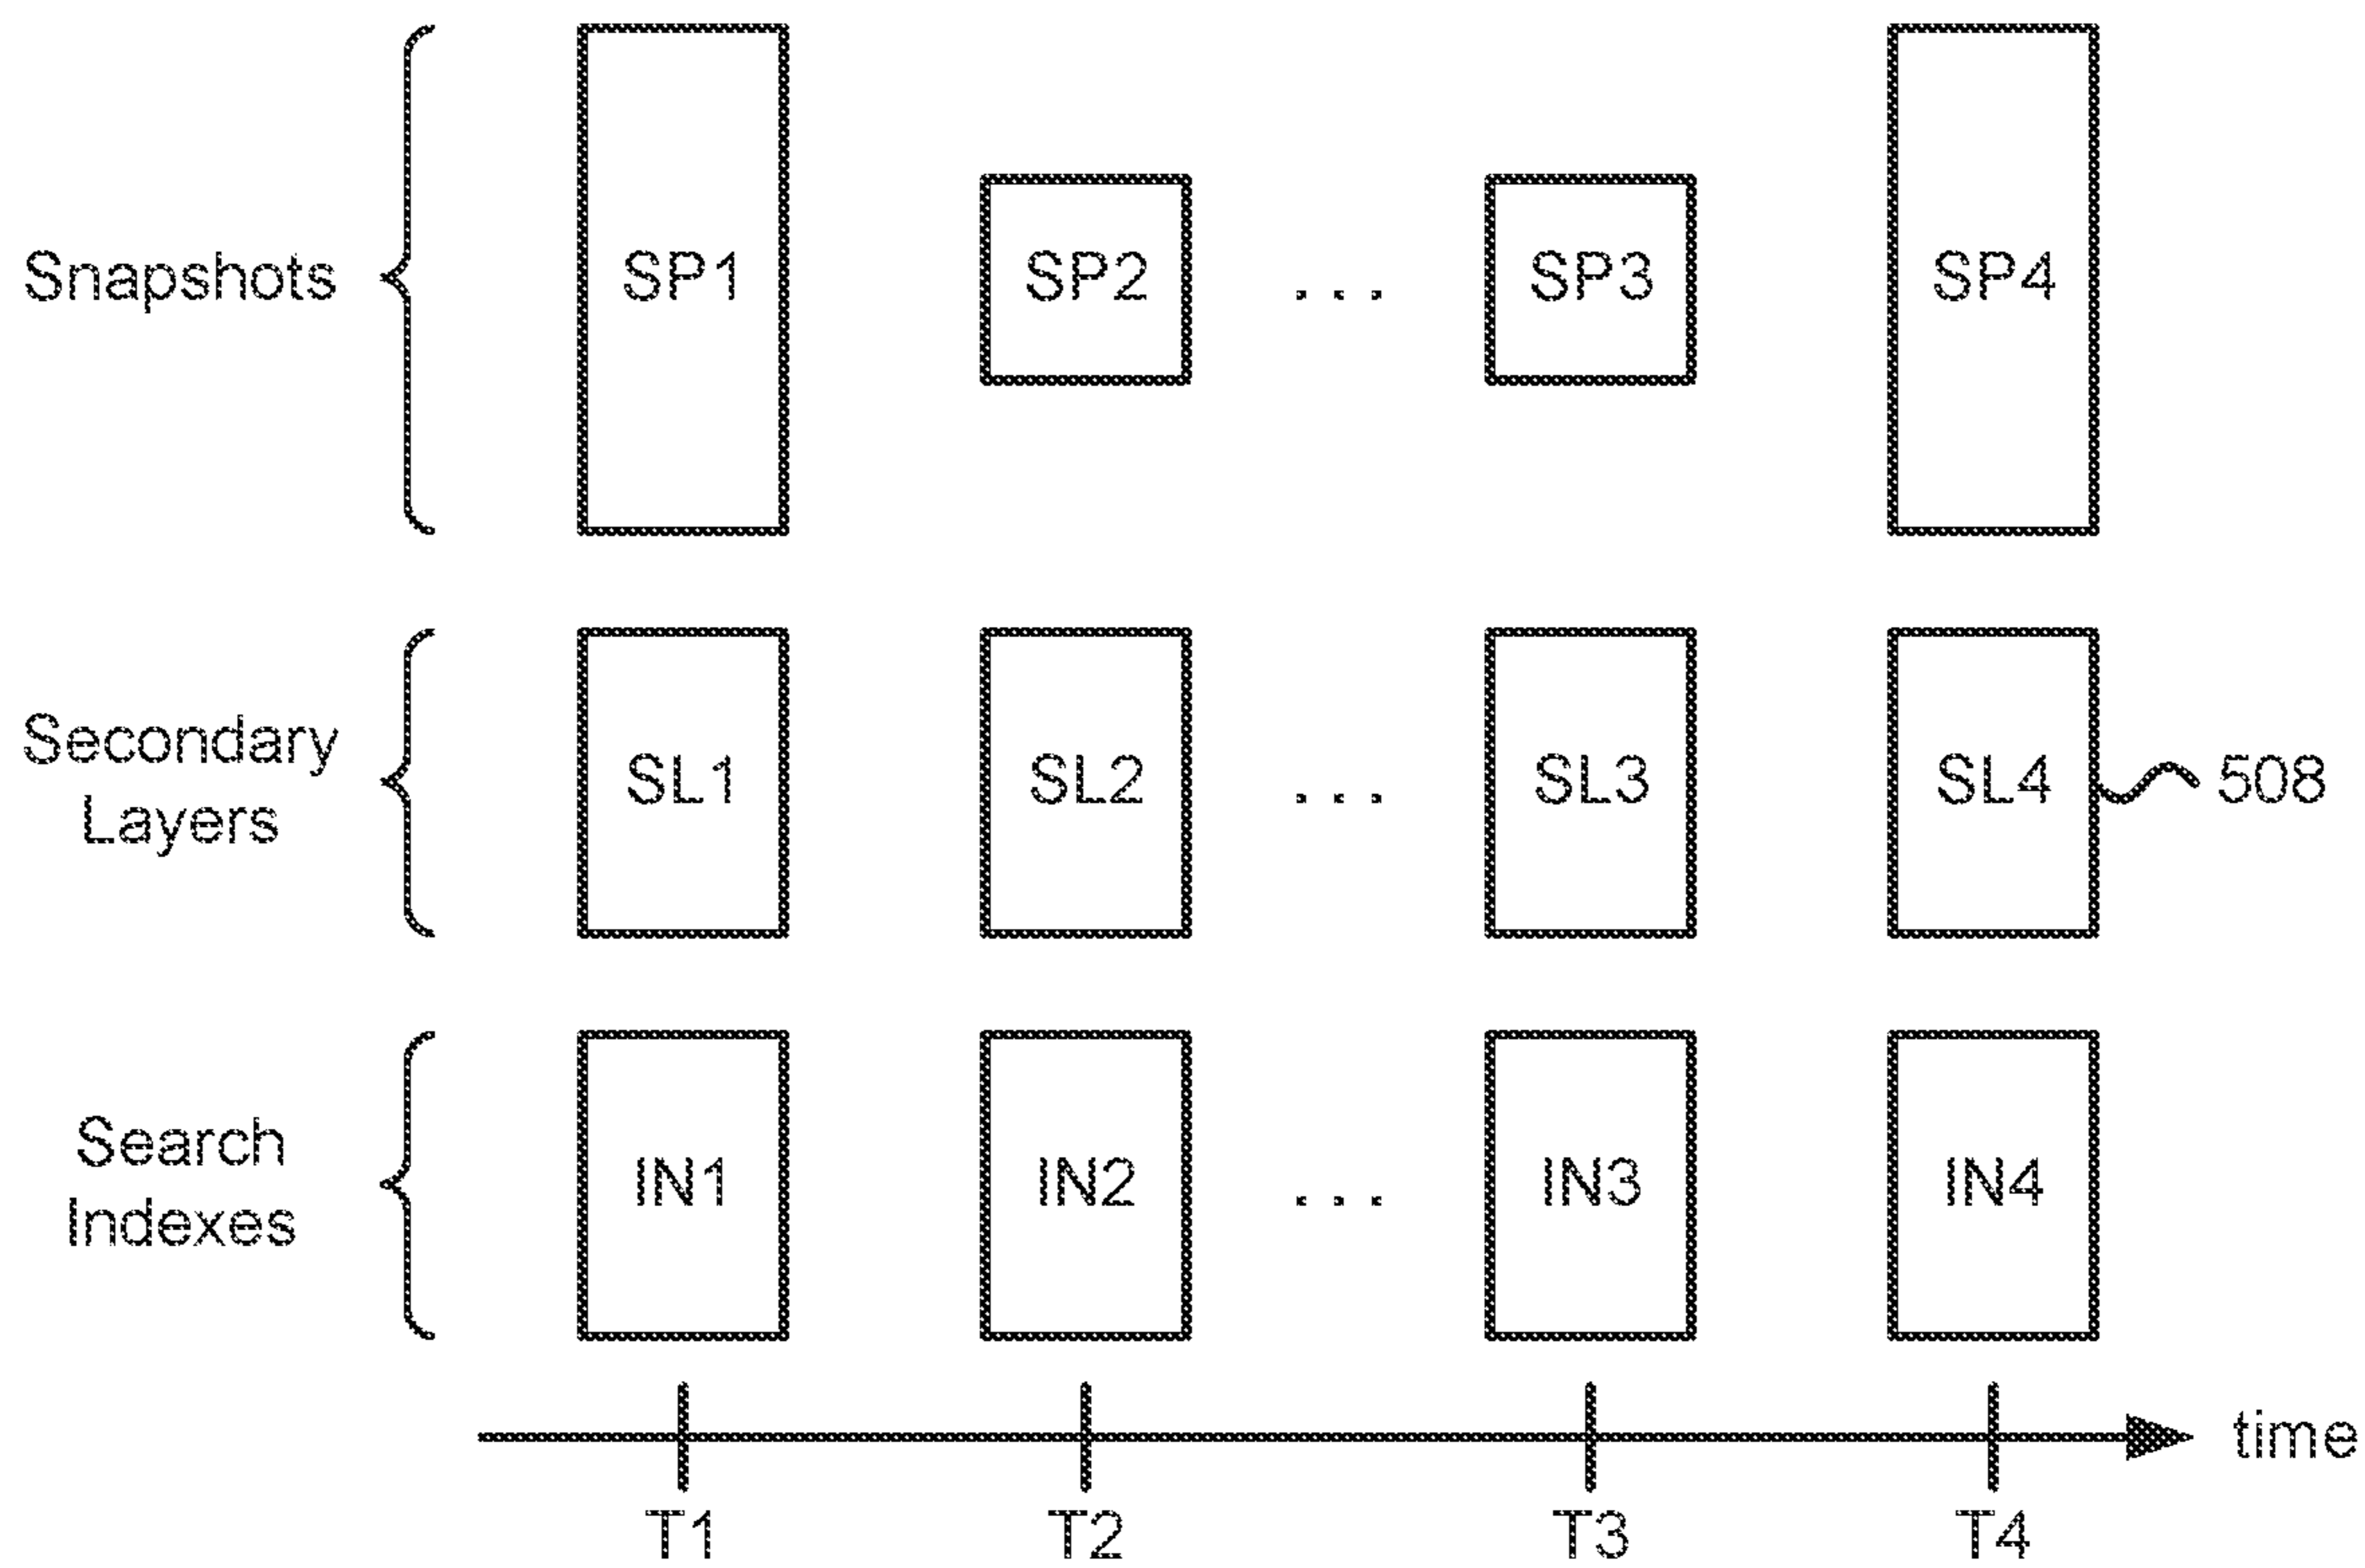 Snapshots
SP1
SP2
. . .
SP3
SP4
Secondary
Layers
SL1
SL2
. . .
SL3
SL4
508
Search
Indexes
IN1
IN2
. . .
IN3
IN4
time
T1
T2
T3
T4